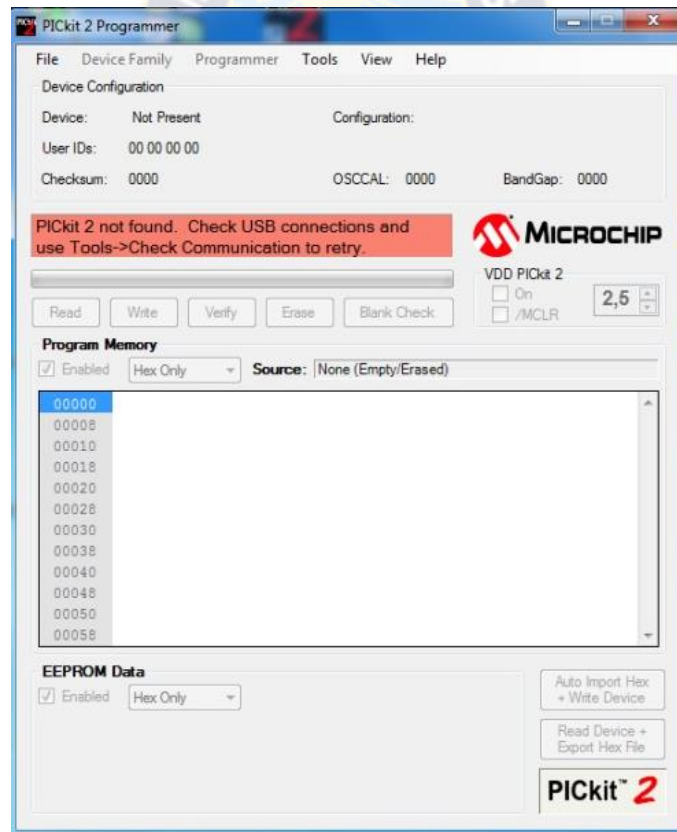 PICkit 2 Programmer
File Device Family Programmer Tools View Help
Device Configuration
Device: Not Present Configuration:
User IDs: 00 00 00 00
Checksum: 0000 OSCCAL: 0000 BandGap: 0000
PICkit 2 not found. Check USB connections and
use Tools->Check Communication to retry.
MICROCHIP
VDD PICkit 2
On
/MCLR
2,5
Read Write Verify Erase Blank Check
Program Memory
Enabled Hex Only Source: None (Empty/Erased)
00000
00008
00010
00018
00020
00028
00030
00038
00040
00048
00050
00058
EEPROM Data
Enabled Hex Only
Auto Import Hex
+ Write Device
Read Device +
Export Hex File
PICkit™ 2